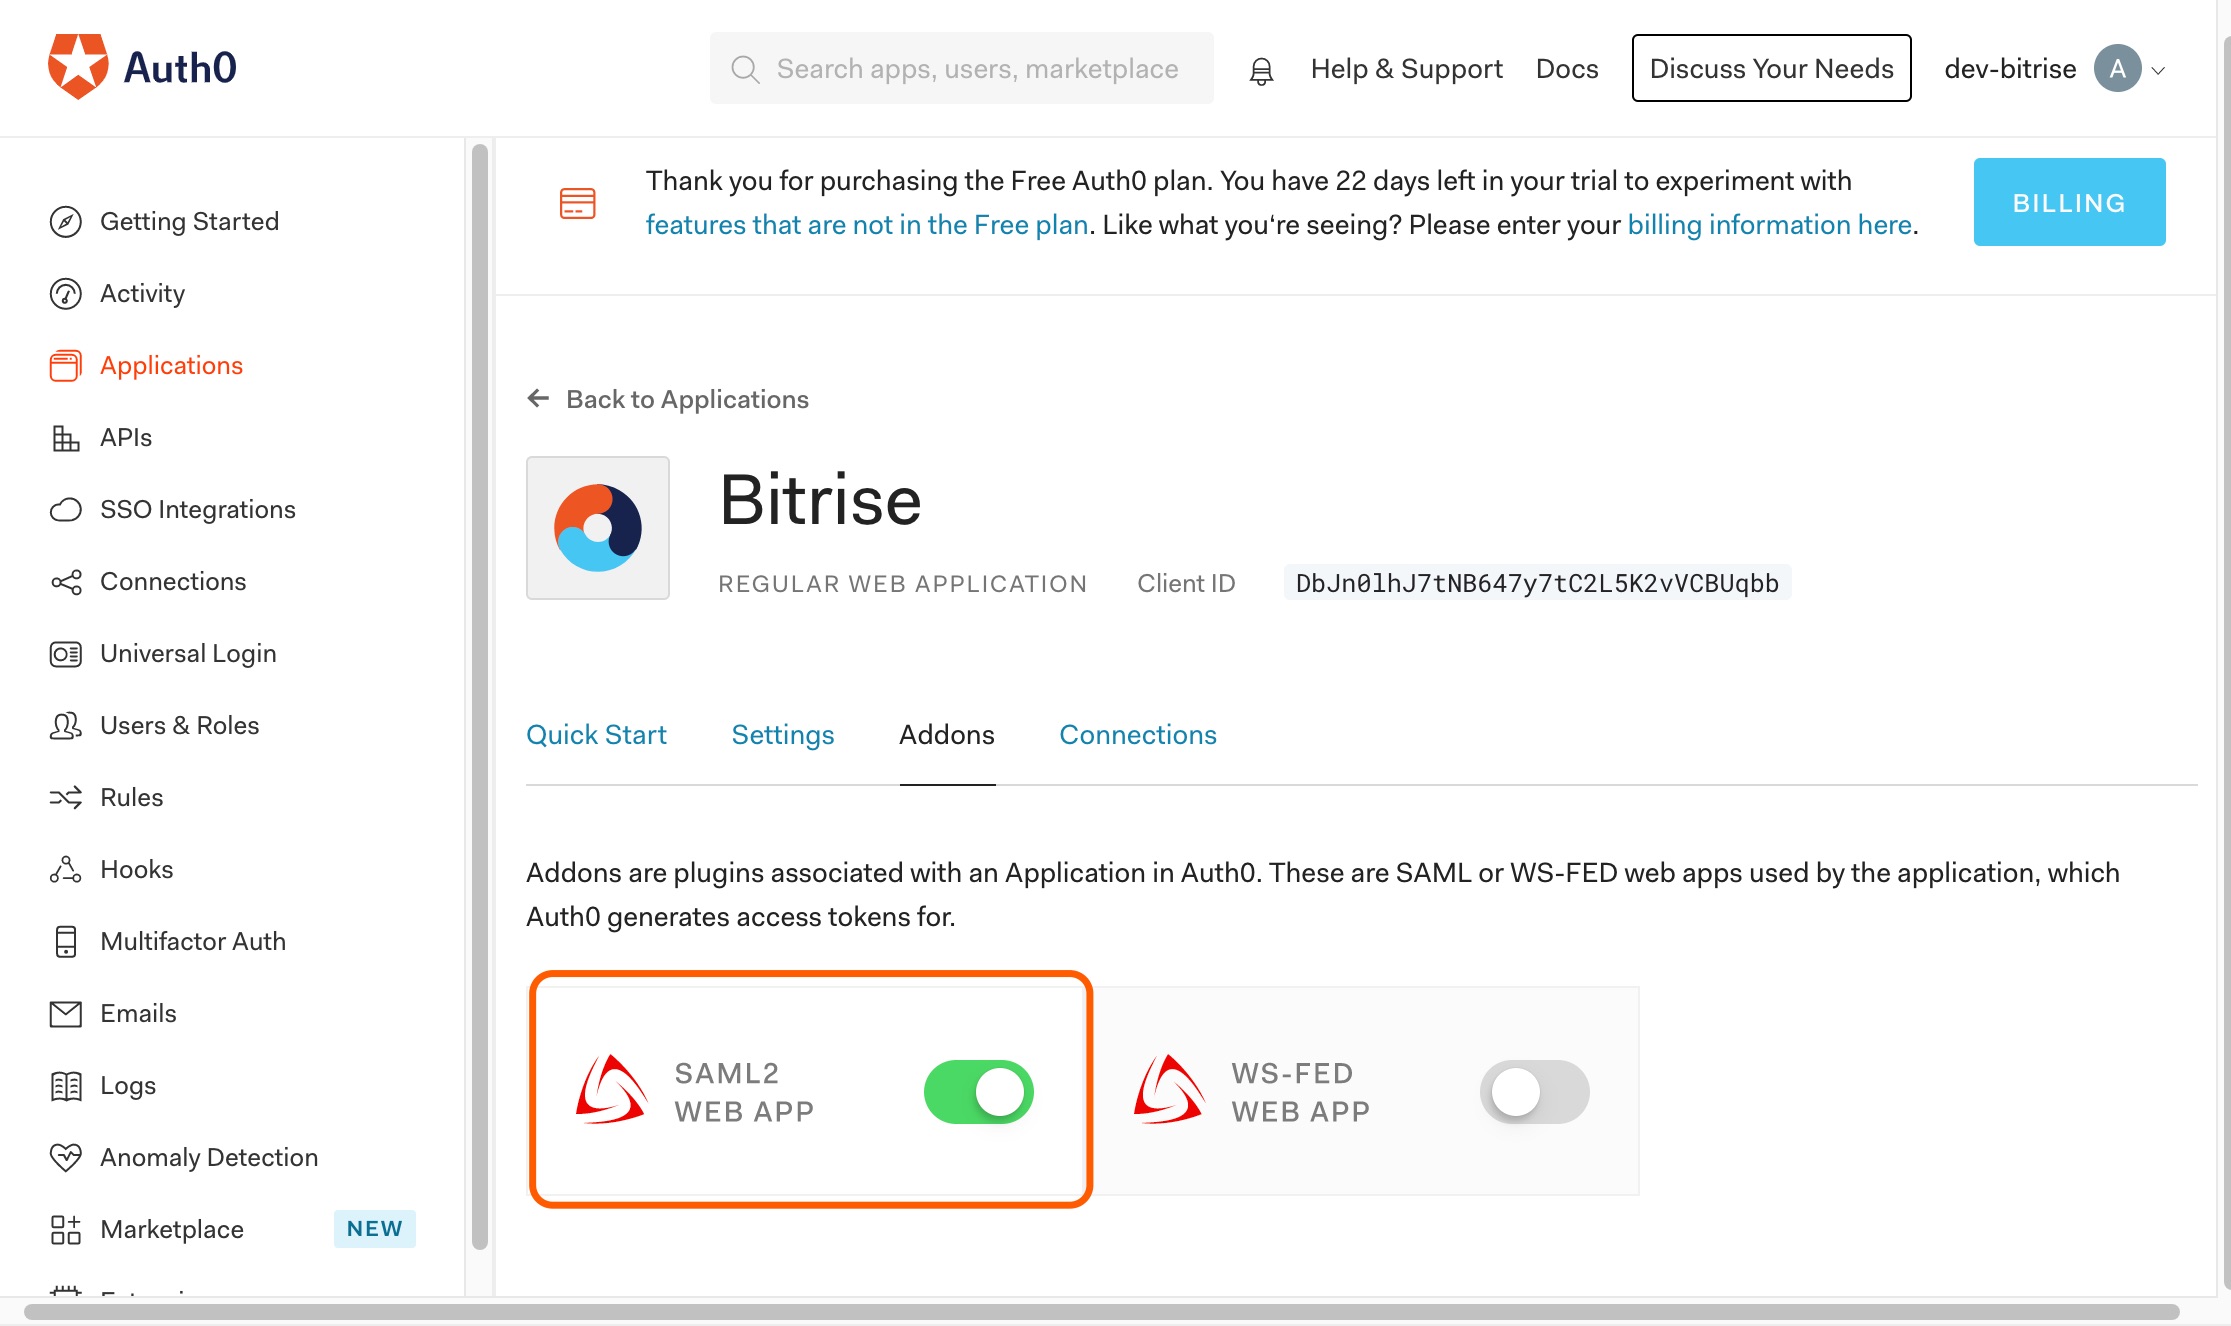 Auth0
Search apps, users, marketplace
Help & Support
Docs
Discuss Your Needs
dev-bitrise
A
Getting Started
Activity
Applications
APIs
SSO Integrations
Connections
Universal Login
Users & Roles
Rules
Hooks
Multifactor Auth
Emails
Logs
Anomaly Detection
Marketplace
NEW
Thank you for purchasing the Free Auth0 plan. You have 22 days left in your trial to experiment with
features that are not in the Free plan. Like what you‘re seeing? Please enter your billing information here.
BILLING
Back to Applications
Bitrise
REGULAR WEB APPLICATION
Client ID
DbJn0lhJ7tNB647y7tC2L5K2vVCBUqbb
Quick Start
Settings
Addons
Connections
Addons are plugins associated with an Application in Auth0. These are SAML or WS-FED web apps used by the application, which
Auth0 generates access tokens for.
SAML2
WEB APP
WS-FED
WEB APP